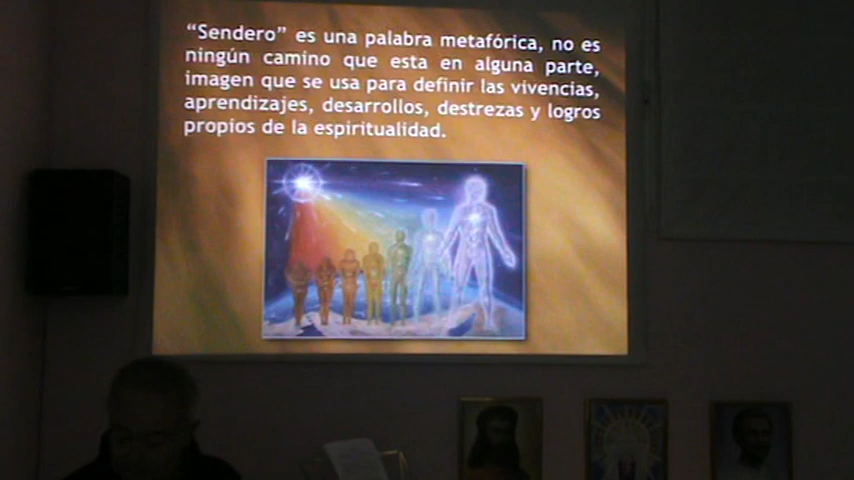 “Sendero” es una palabra metafórica, no es
ningún camino que esta en alguna parte,
imagen que se usa para definir las vivencias,
aprendizajes, desarrollos, destrezas y logros
propios de la espiritualidad.